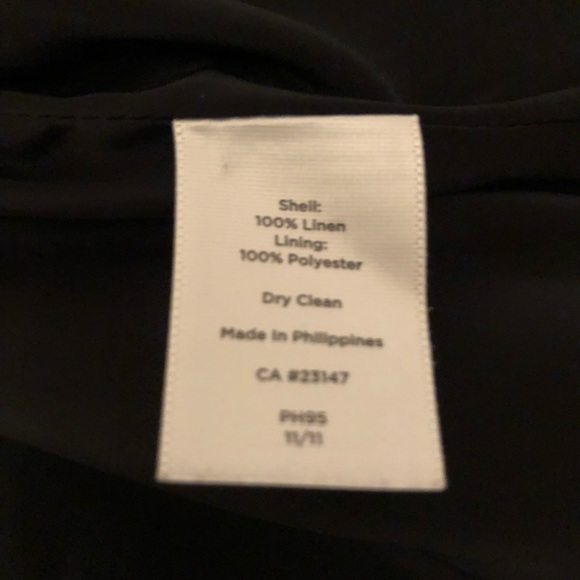 Shell:
100% Linen
Lining:
100% Polyester
Dry Clean
Made In Philippines
CA #23147
PH95
11/11